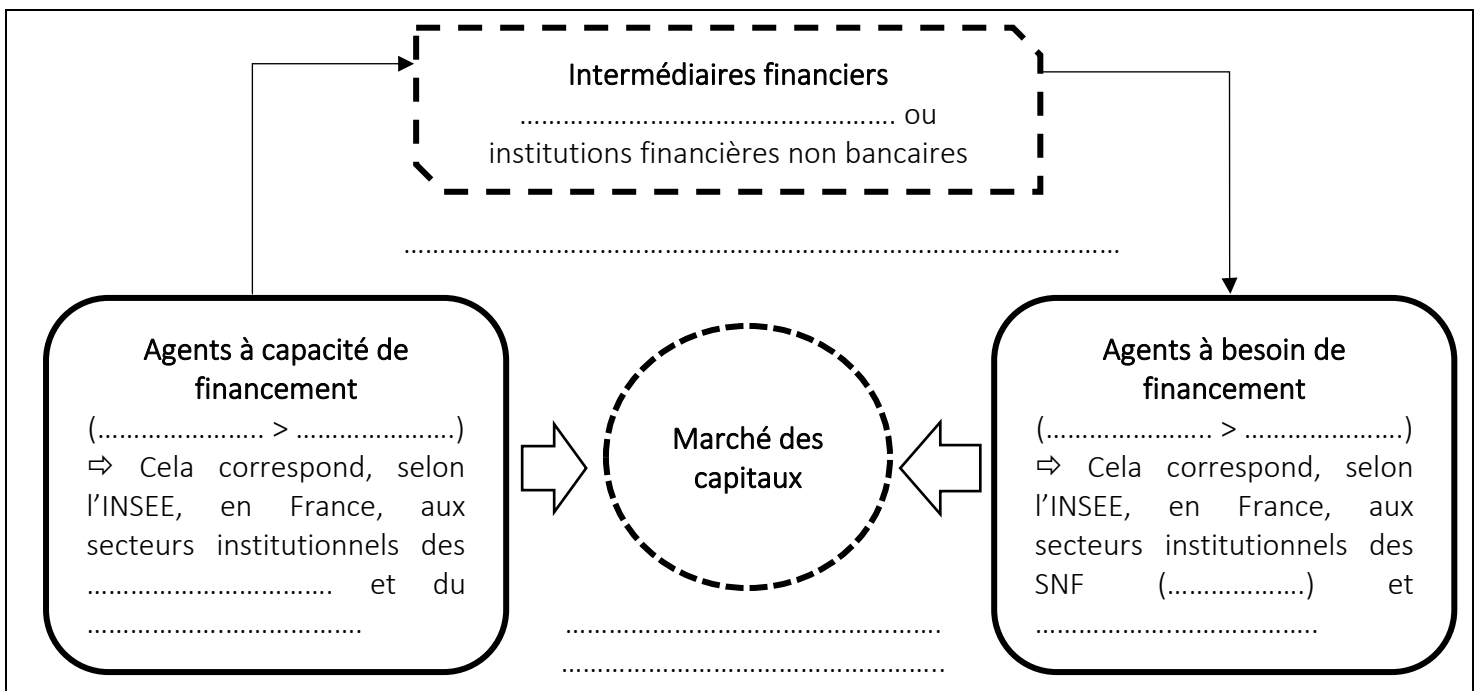 Intermédiaires financiers
……………………………………………. ou
institutions financières non bancaires
………………………………………………………………………………………
Agents à capacité de
financement
(………………….. > ………………….)
⇨ Cela correspond, selon
l’INSEE, en France, aux
secteurs institutionnels des
……………………………. et du
……………….……………….
Marché des
capitaux
…………………………………………….
……………………………………………..
Agents à besoin de
financement
(………………….. > ………………….)
⇨ Cela correspond, selon
l’INSEE, en France, aux
secteurs institutionnels des
SNF (……………….) et
……………….………………..